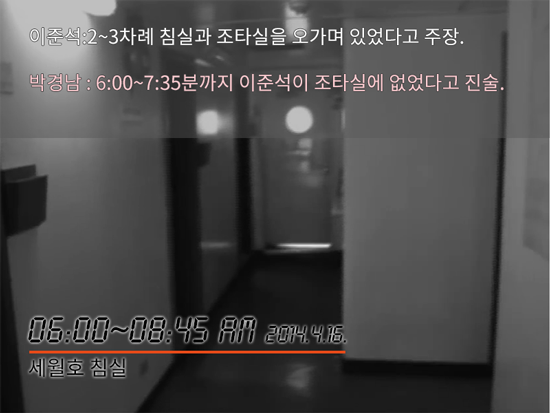 이준석:2~3차례 침실과 조타실을 오가며 있었다고 주장.
박경남 : 6:00~7:35분까지 이준석이 조타실에 없었다고 진술.
06:00~08:45 AM 2014.4.16.
세월호 침실